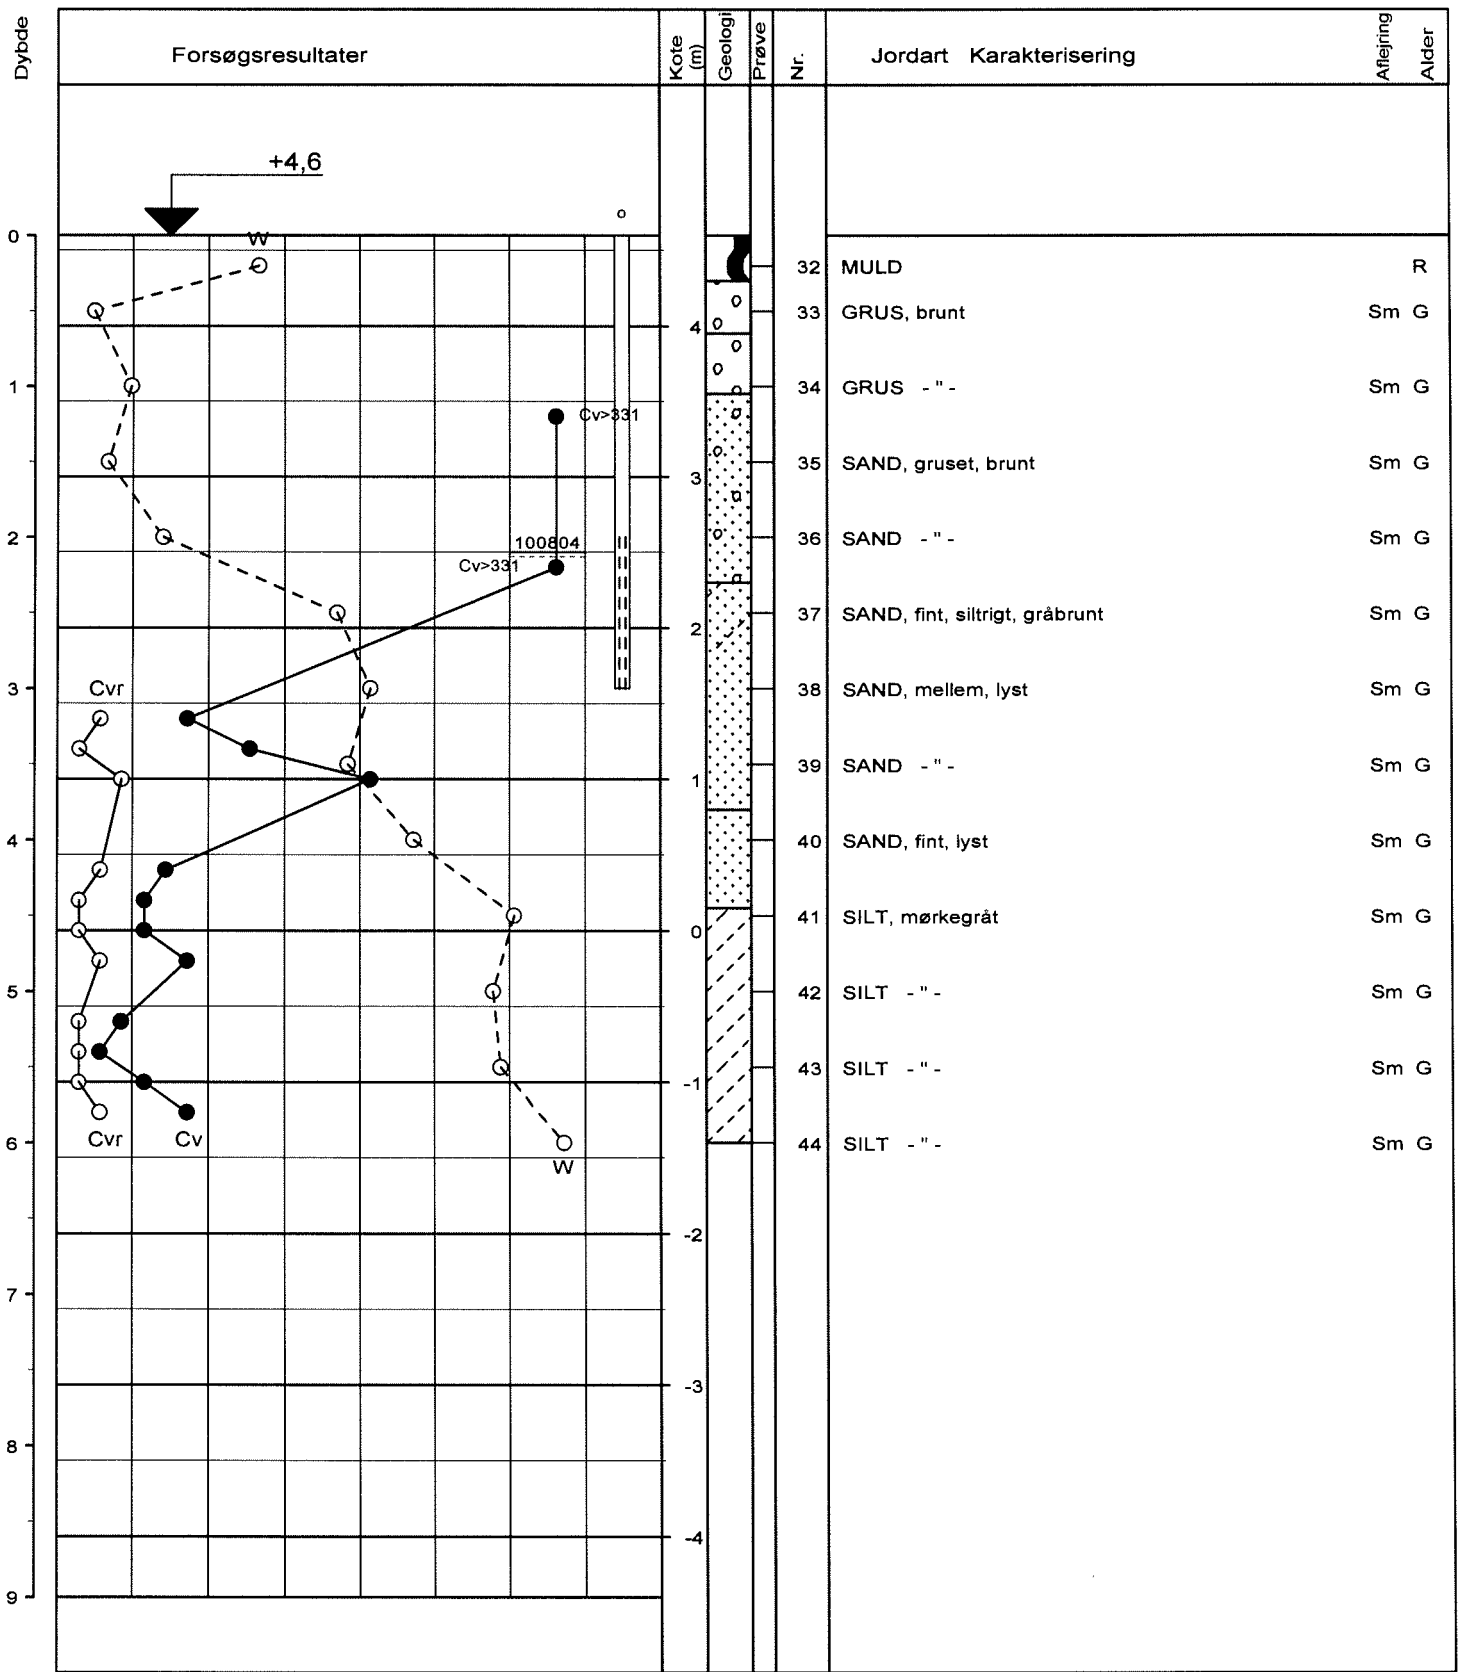 Dybde
Forsøgsresultater
Kote (m)
Geologi
Prøve
Nr.
Jordart Karakterisering
Aflejring
Alder
+4,6
0
W
32 MULD R
33 GRUS, brunt Sm G
4
1
34 GRUS - " - Sm G
Cv>331
35 SAND, gruset, brunt Sm G
3
2
100804
36 SAND - " - Sm G
Cv>331
37 SAND, fint, siltrigt, gråbrunt Sm G
2
3
Cvr
38 SAND, mellem, lyst Sm G
39 SAND - " - Sm G
1
4
40 SAND, fint, lyst Sm G
41 SILT, mørkegråt Sm G
0
5
42 SILT - " - Sm G
43 SILT - " - Sm G
-1
Cvr
Cv
6
44 SILT - " - Sm G
W
-2
7
-3
8
-4
9